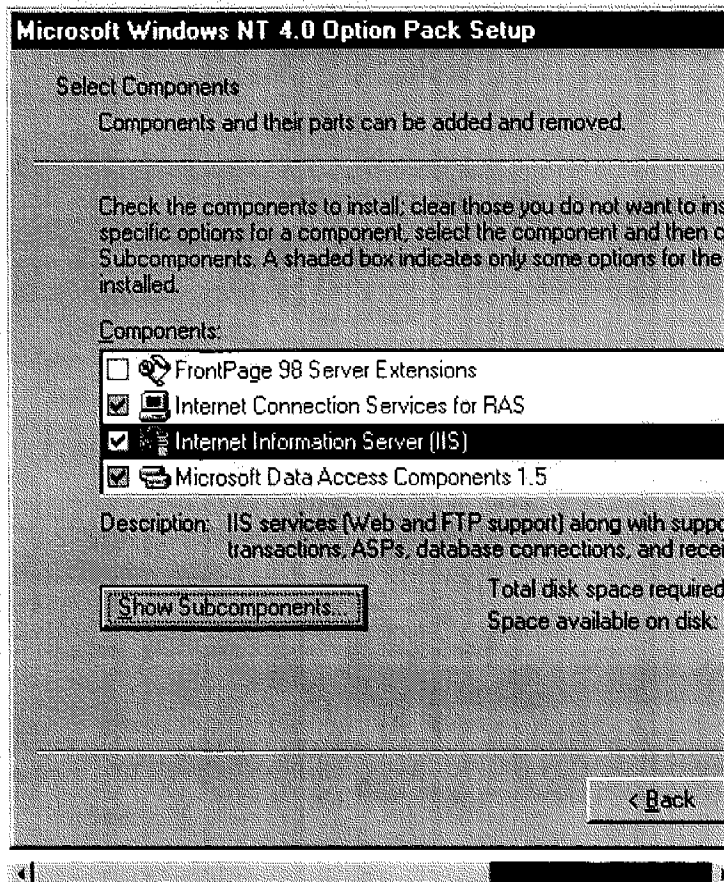 Microsoft Windows NT 4.0 Option Pack Setup
Select Components
Components and their parts can be added and removed.
Check the components to install; clear those you do not want to ins
specific options for a component, select the component and then c
Subcomponents. A shaded box indicates only some options for the
installed.
Components:
FrontPage 98 Server Extensions
Internet Connection Services for RAS
Internet Information Server (IIS)
Microsoft Data Access Components 1.5
Description: IIS services (Web and FTP support) along with suppo
transactions, ASPs, database connections, and recei
Show Subcomponents...
Total disk space required
Space available on disk:
< Back